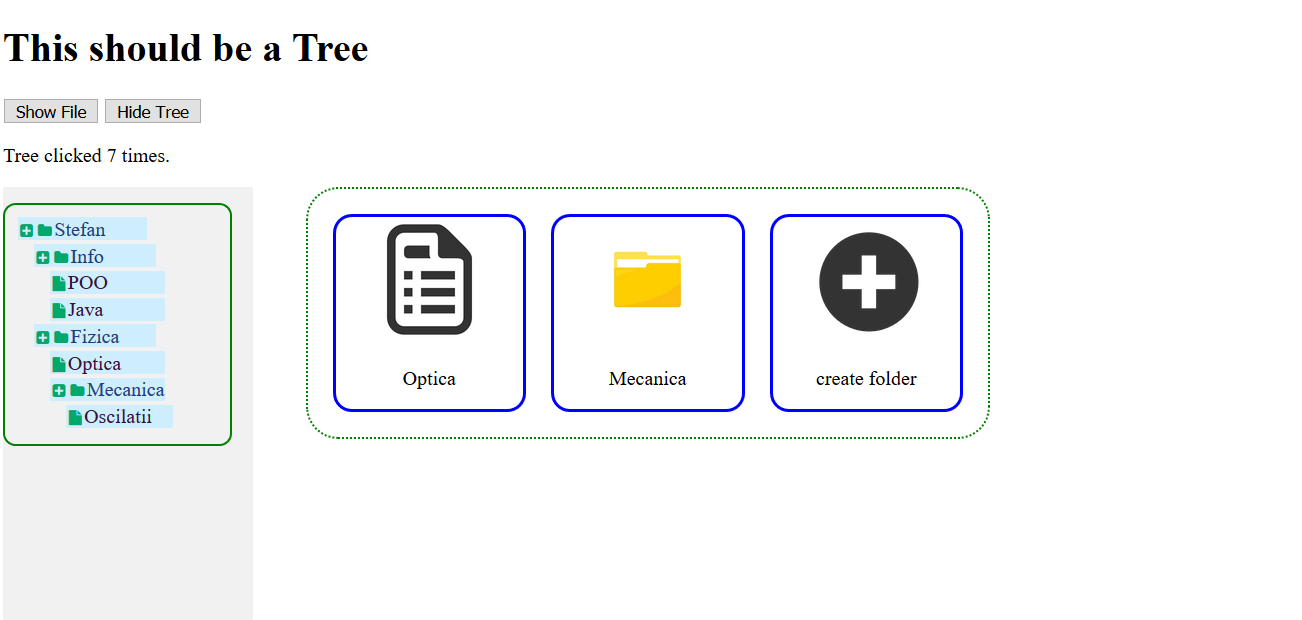 This should be a Tree
Show File
Hide Tree
Tree clicked 7 times.
Stefan
Info
POO
Java
Fizica
Optica
Mecanica
Oscilatii
Optica
Mecanica
create folder